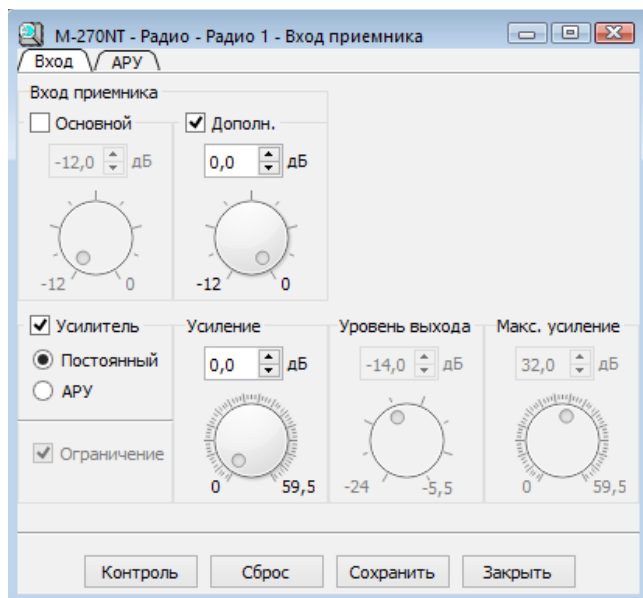 M-270NT - Радио - Радио 1 - Вход приемника
Вход АРУ
Вход приемника
Основной Дополн.
-12,0 дБ 0,0 дБ
-12 0 -12 0
Усилитель Усиление Уровень выхода Макс. усиление
Постоянный 0,0 дБ -14,0 дБ 32,0 дБ
АРУ
Ограничение
0 59,5 -24 -5,5 0 59,5
Контроль Сброс Сохранить Закрыть